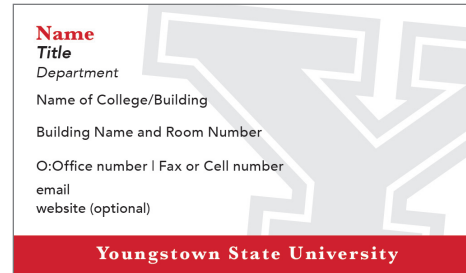 Name
Title
Department
Name of College/Building
Building Name and Room Number
O:Office number | Fax or Cell number
email
website (optional)
Youngstown State University